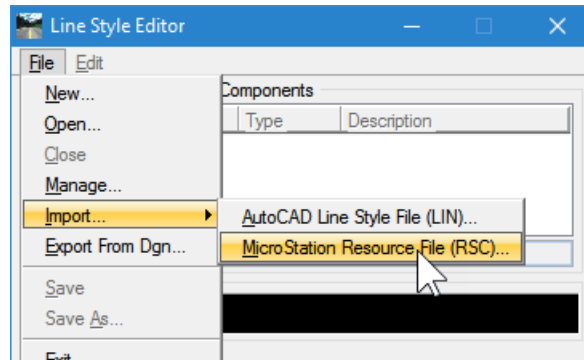 Line Style Editor
File Edit
New...
Open...
Close
Manage...
Import...
Export From Dgn...
Save
Save As...
Exit
Components
Type Description
AutoCAD Line Style File (LIN)...
MicroStation Resource File (RSC)...